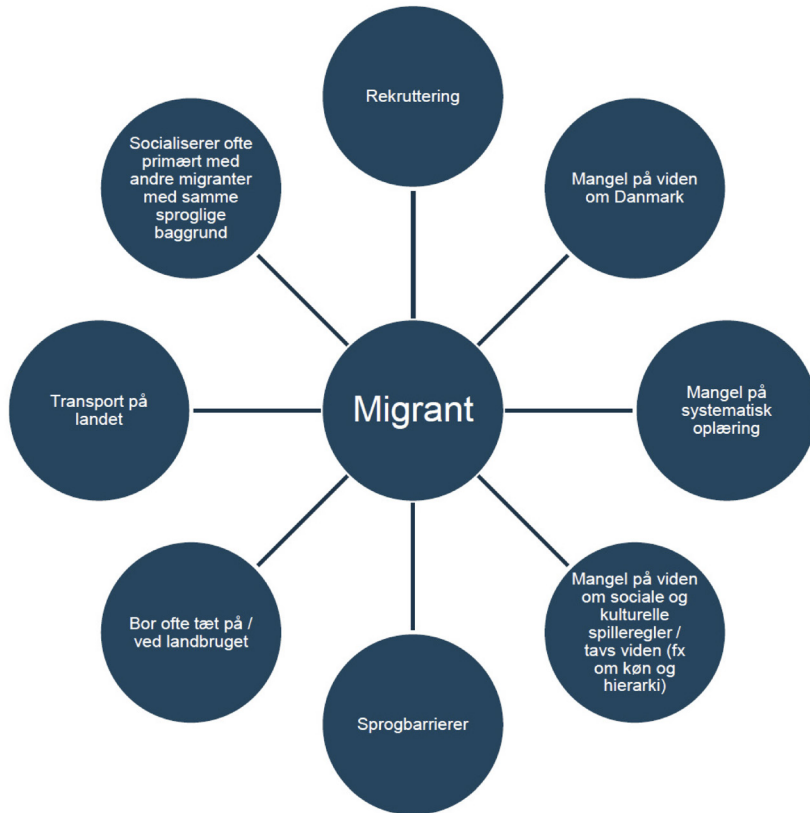 Rekruttering
Mangel på viden
om Danmark
Mangel på
systematisk
oplæring
Mangel på viden
om sociale og
kulturelle
spilleregler /
tavs viden (fx
om køn og
hierarki)
Sprogbarrierer
Bor ofte tæt på /
ved landbruget
Transport på
landet
Socialiserer ofte
primært med
andre migranter
med samme
sproglige
baggrund
Migrant